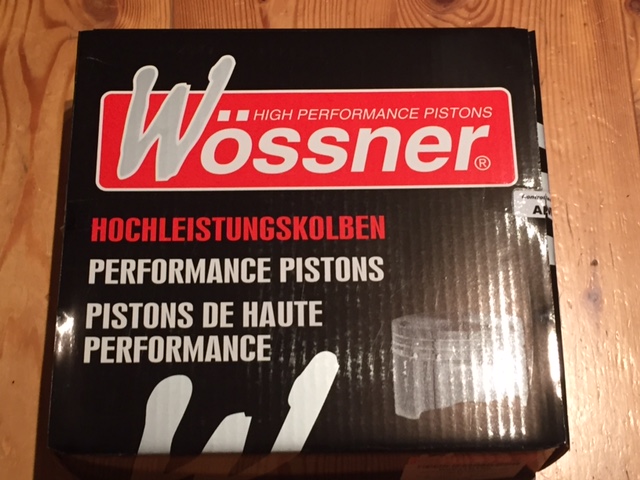 HIGH PERFORMANCE PISTONS
Wössner®
HOCHLEISTUNGSKOLBEN
PERFORMANCE PISTONS
PISTONS DE HAUTE
PERFORMANCE
W